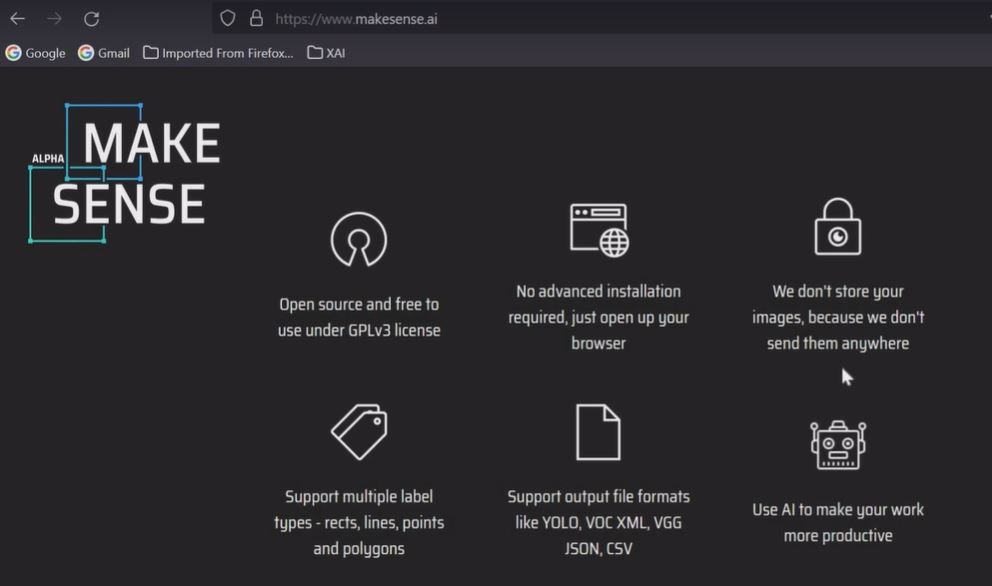 https://www.makesense.ai
Google Gmail Imported From Firefox... XAI
ALPHA
MAKE
SENSE
Open source and free to
use under GPLv3 license
No advanced installation
required, just open up your
browser
We don't store your
images, because we don't
send them anywhere
Support multiple label
types - rects, lines, points
and polygons
Support output file formats
like YOLO, VOC XML, VGG
JSON, CSV
Use AI to make your work
more productive